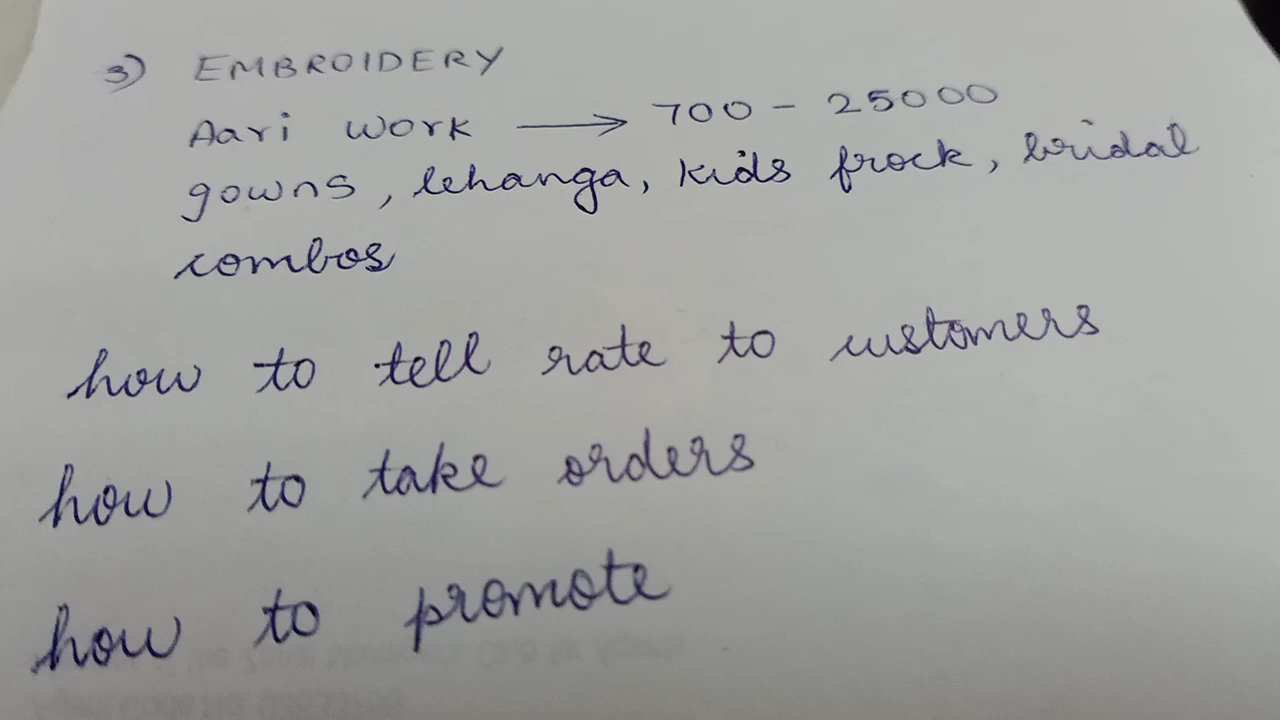 3) EMBROIDERY
Aari work → 700 - 25000
gowns, lehanga, kids frock, bridal
combos
how to tell rate to customers
how to take orders
how to promote